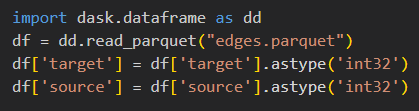 import dask.dataframe as dd
df = dd.read_parquet("edges.parquet")
df['target'] = df['target'].astype('int32')
df['source'] = df['source'].astype('int32')